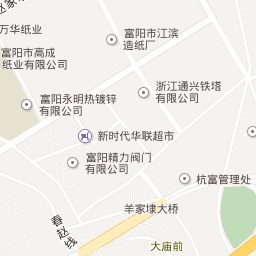 万华纸业
富阳市江滨
造纸厂
富阳市高成
纸业有限公司
浙江通兴铁塔
有限公司
富阳永明热镀锌
有限公司
新时代华联超市
富阳精力阀门
有限公司
杭富管理处
羊家埭大桥
春赵线
大庙前